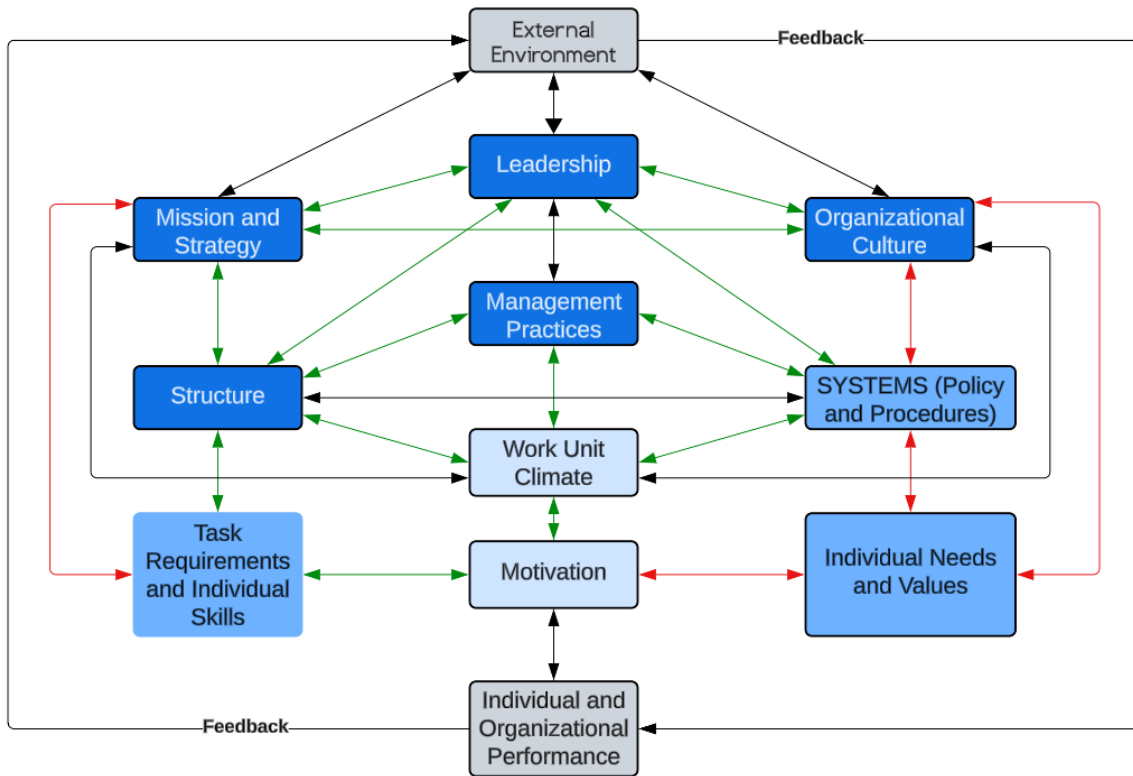 External
Environment
Feedback
Leadership
Mission and
Strategy
Organizational
Culture
Management
Practices
Structure
SYSTEMS (Policy
and Procedures)
Work Unit
Climate
Task
Requirements
and Individual
Skills
Motivation
Individual Needs
and Values
Individual and
Organizational
Performance
Feedback